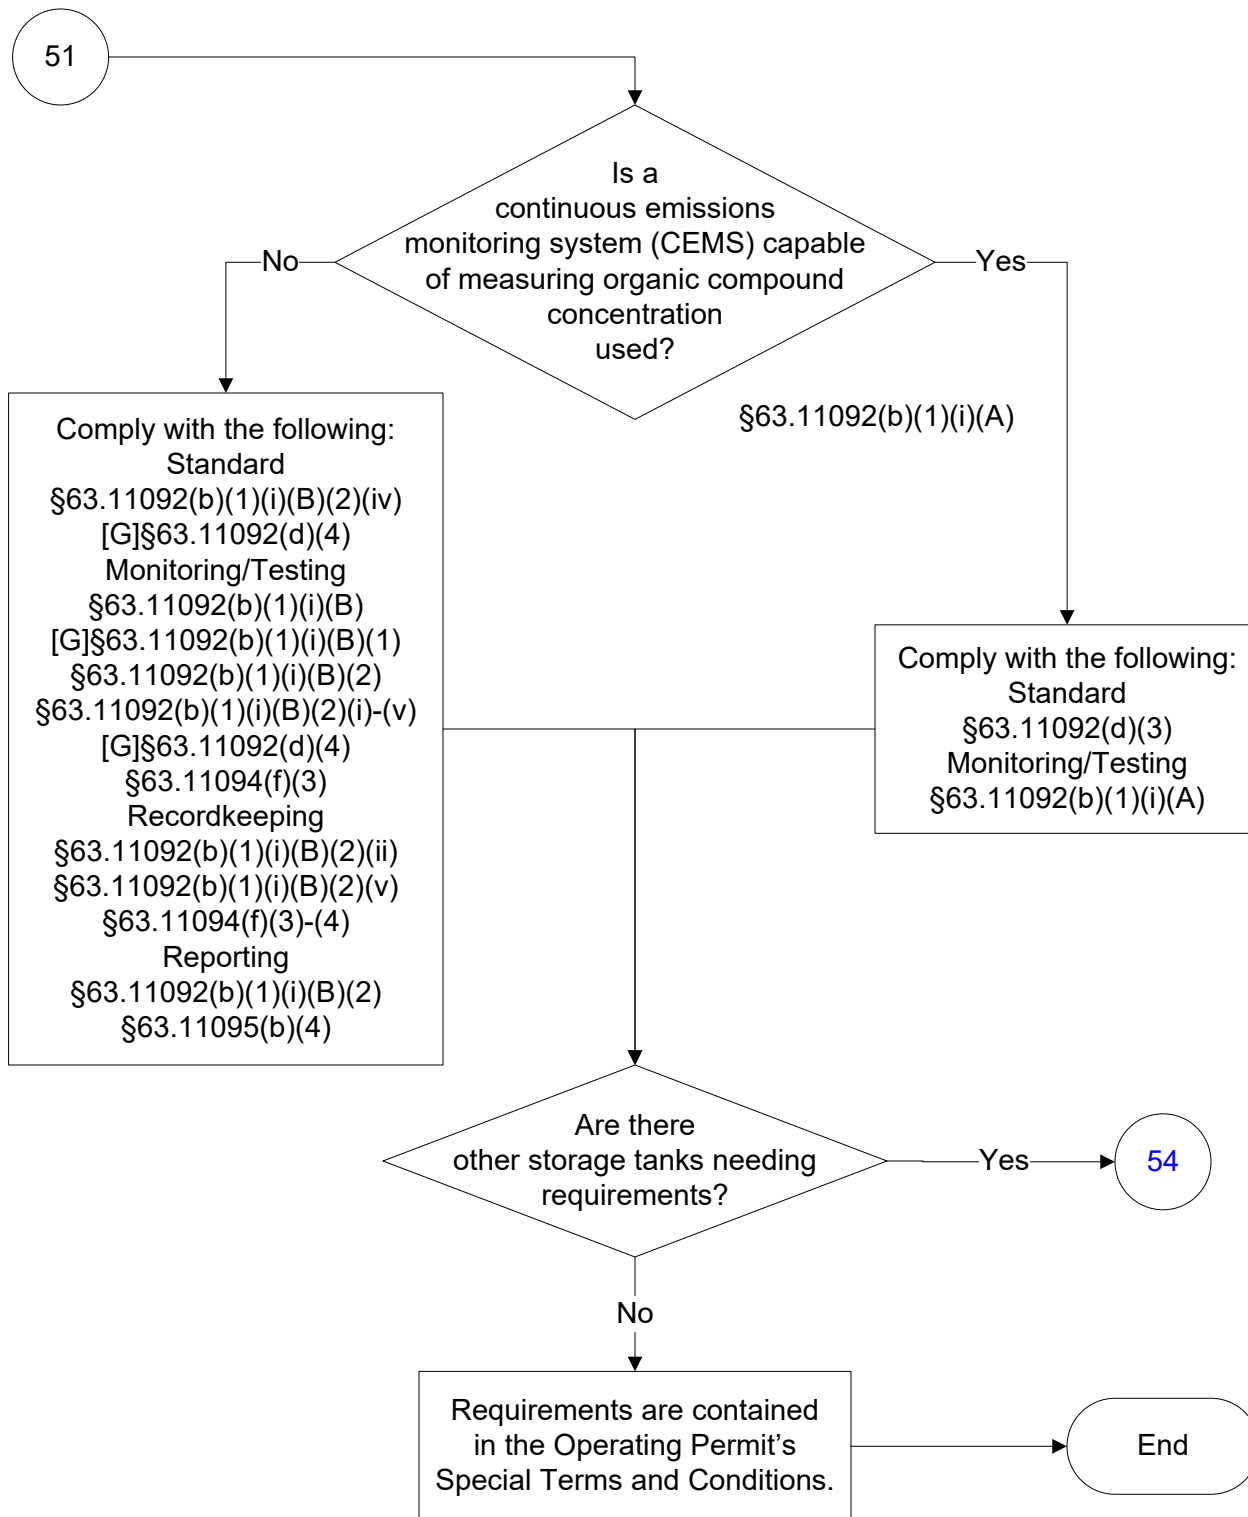 51
Is a
continuous emissions
monitoring system (CEMS) capable
of measuring organic compound
concentration
used?
No
Yes
§63.11092(b)(1)(i)(A)
Comply with the following:
Standard
§63.11092(b)(1)(i)(B)(2)(iv)
[G]§63.11092(d)(4)
Monitoring/Testing
§63.11092(b)(1)(i)(B)
[G]§63.11092(b)(1)(i)(B)(1)
§63.11092(b)(1)(i)(B)(2)
§63.11092(b)(1)(i)(B)(2)(i)-(v)
[G]§63.11092(d)(4)
§63.11094(f)(3)
Recordkeeping
§63.11092(b)(1)(i)(B)(2)(ii)
§63.11092(b)(1)(i)(B)(2)(v)
§63.11094(f)(3)-(4)
Reporting
§63.11092(b)(1)(i)(B)(2)
§63.11095(b)(4)
Comply with the following:
Standard
§63.11092(d)(3)
Monitoring/Testing
§63.11092(b)(1)(i)(A)
Are there
other storage tanks needing
requirements?
Yes
54
No
Requirements are contained
in the Operating Permit’s
Special Terms and Conditions.
End